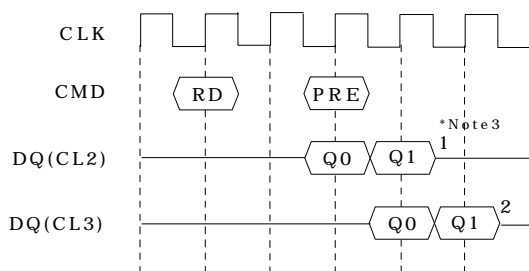 CLK
CMD RD PRE
*Note3
DQ(CL2) Q0 Q1 1
DQ(CL3) Q0 Q1 2